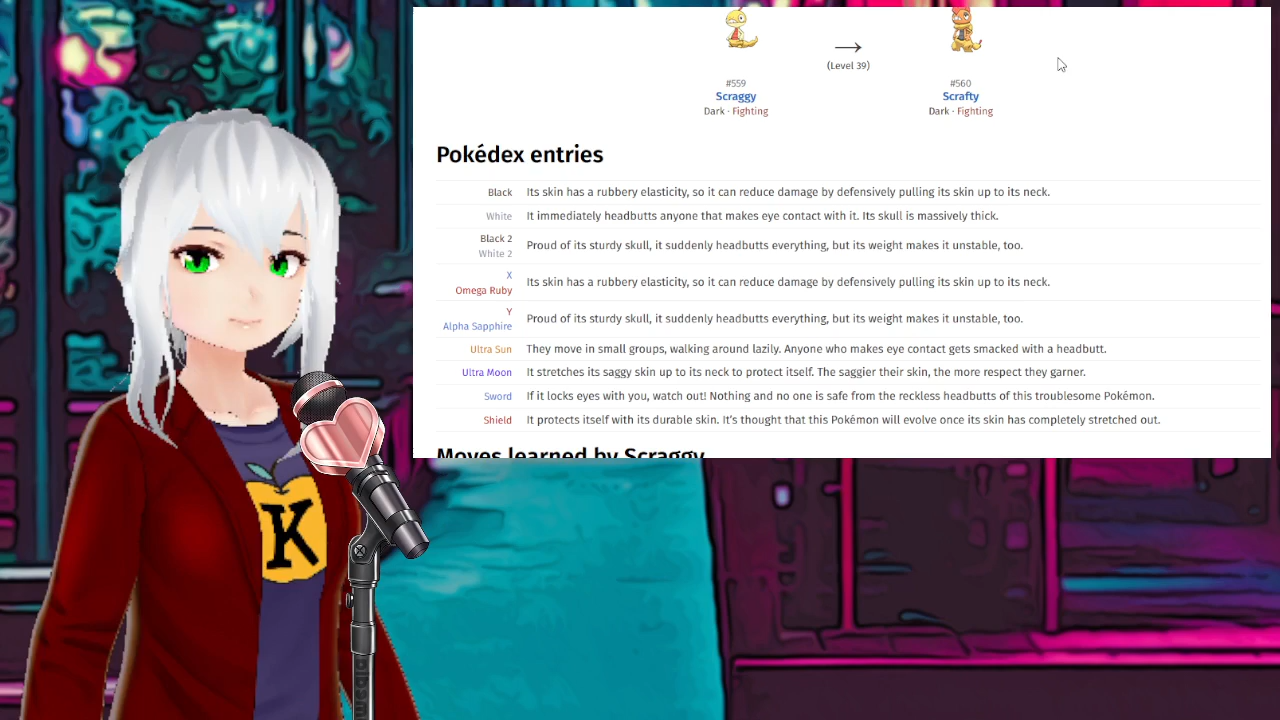 →
(Level 39)
#559
Scraggy
Dark · Fighting
#560
Scrafty
Dark · Fighting
Pokédex entries
Black Its skin has a rubbery elasticity, so it can reduce damage by defensively pulling its skin up to its neck.
White It immediately headbutts anyone that makes eye contact with it. Its skull is massively thick.
Black 2
White 2
Proud of its sturdy skull, it suddenly headbutts everything, but its weight makes it unstable, too.
X
Omega Ruby
Its skin has a rubbery elasticity, so it can reduce damage by defensively pulling its skin up to its neck.
Y
Alpha Sapphire
Proud of its sturdy skull, it suddenly headbutts everything, but its weight makes it unstable, too.
Ultra Sun They move in small groups, walking around lazily. Anyone who makes eye contact gets smacked with a headbutt.
Ultra Moon It stretches its saggy skin up to its neck to protect itself. The saggier their skin, the more respect they garner.
Sword If it locks eyes with you, watch out! Nothing and no one is safe from the reckless headbutts of this troublesome Pokémon.
Shield It protects itself with its durable skin. It's thought that this Pokémon will evolve once its skin has completely stretched out.
Moves learned by Scraggy
K